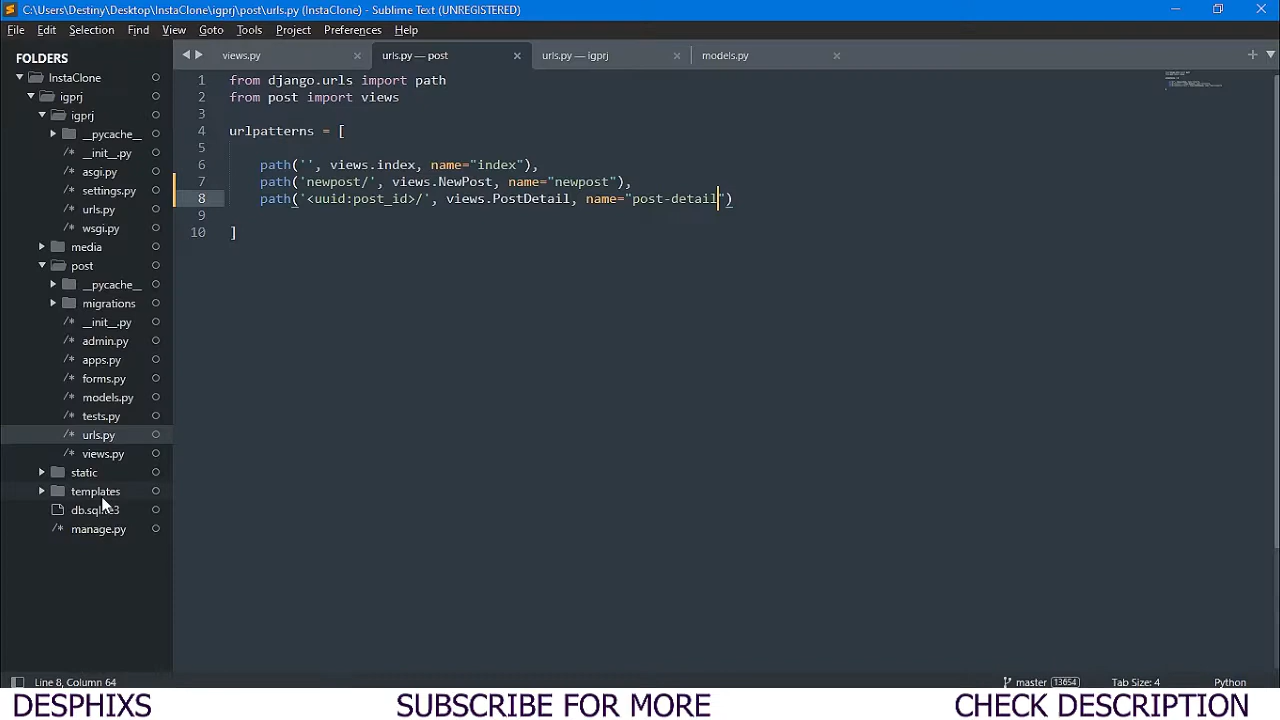 C:\Users\Destiny\Desktop\InstaClone\igprj\post\urls.py (InstaClone) - Sublime Text (UNREGISTERED)
File Edit Selection Find View Goto Tools Project Preferences Help
FOLDERS
InstaClone
igprj
igprj
__pycache__
__init__.py
asgi.py
settings.py
urls.py
wsgi.py
media
post
__pycache__
migrations
__init__.py
admin.py
apps.py
forms.py
models.py
tests.py
urls.py
views.py
static
templates
manage.py
views.py urls.py — post urls.py — igprj models.py
1 from django.urls import path
2 from post import views
3
4 urlpatterns = [
5
6 path('', views.index, name="index"),
7 path('newpost/', views.NewPost, name="newpost"),
8 path('<uuid:post_id>/', views.PostDetail, name="post-detail")
9
10 ]
Line 8, Column 64 master 13654 Tab Size: 4 Python
DESPHIXS SUBSCRIBE FOR MORE CHECK DESCRIPTION